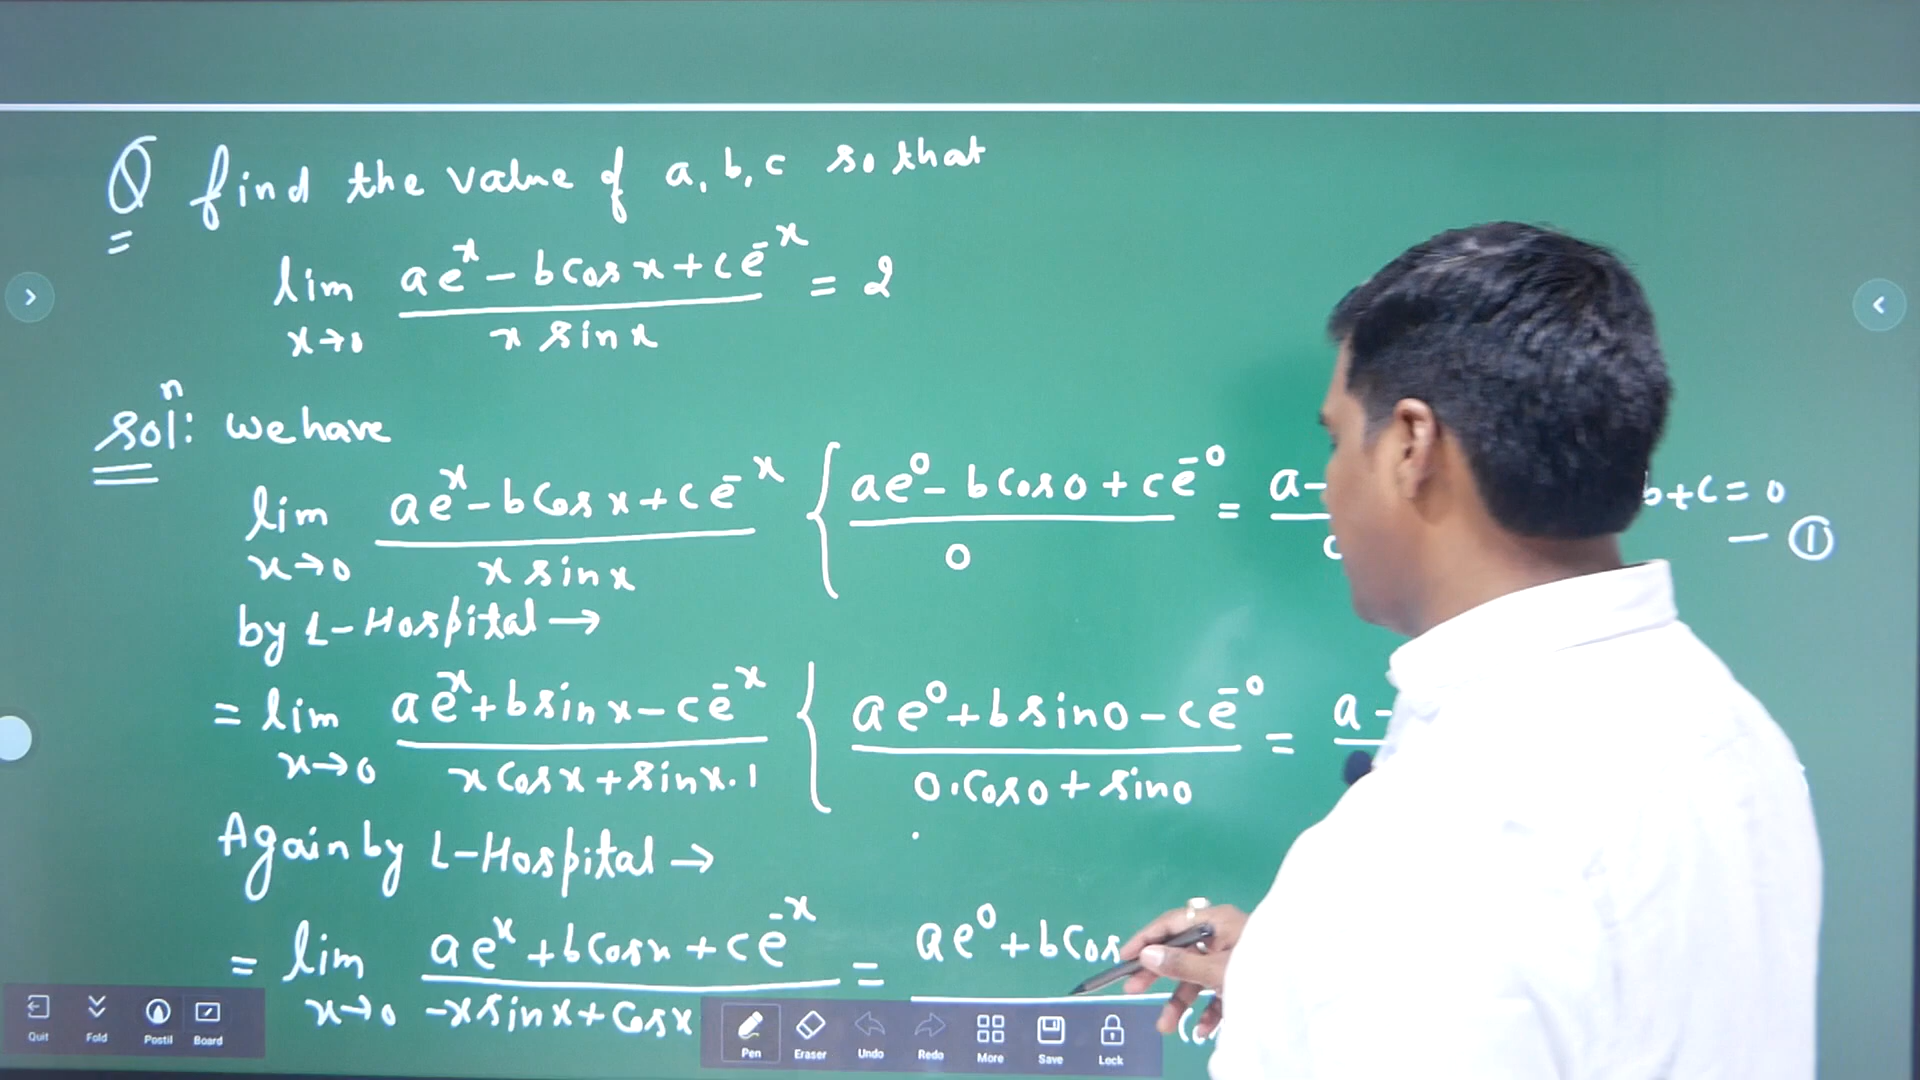 Q find the value of a, b, c so that
lim x→0 (ae^x - b cos x + ce^-x) / (x sin x) = 2
sol^n: we have
lim x→0 (ae^x - b cos x + ce^-x) / (x sin x) { (ae^0 - b cos 0 + ce^-0) / 0 = a - b + c = 0 — ①
by L-Hospital →
= lim x→0 (ae^x + b sin x - ce^-x) / (x cos x + sin x . 1) { (ae^0 + b sin 0 - ce^-0) / (0 . cos 0 + sin 0) = a -
Again by L-Hospital →
= lim x→0 (ae^x + b cos x + ce^-x) / (-x sin x + cos x = ae^0 + b cos
Quit Fold Postil Board Pen Eraser Undo Redo More Save Lock